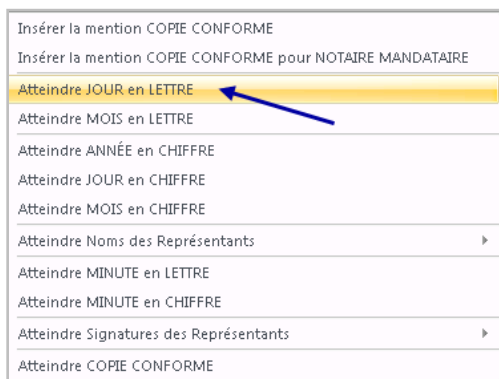 Insérer la mention COPIE CONFORME
Insérer la mention COPIE CONFORME pour NOTAIRE MANDATAIRE
Atteindre JOUR en LETTRE
Atteindre MOIS en LETTRE
Atteindre ANNÉE en CHIFFRE
Atteindre JOUR en CHIFFRE
Atteindre MOIS en CHIFFRE
Atteindre Noms des Représentants
Atteindre MINUTE en LETTRE
Atteindre MINUTE en CHIFFRE
Atteindre Signatures des Représentants
Atteindre COPIE CONFORME